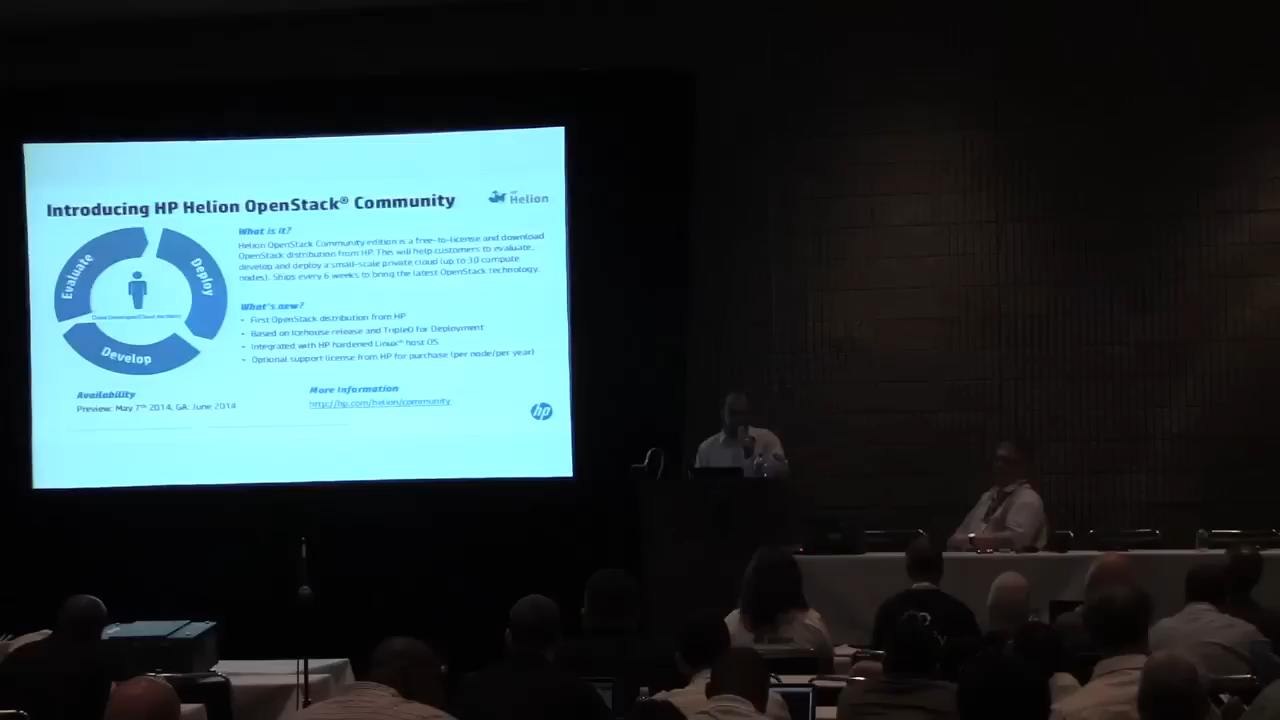 Introducing HP Helion OpenStack® Community
HP
Helion
Evaluate
Deploy
Develop
Cloud Developer/Cloud Architect
What is it?
Helion OpenStack Community edition is a free-to-license and download
OpenStack distribution from HP. This will help customers to evaluate,
develop and deploy a small-scale private cloud (up to 30 compute
nodes). Ships every 6 weeks to bring the latest OpenStack technology.
What's new?
• First OpenStack distribution from HP
• Based on Icehouse release and TripleO for Deployment
• Integrated with HP hardened Linux® host OS
• Optional support license from HP for purchase (per node/per year)
Availability
Preview: May 7th 2014, GA: June 2014
More Information
http://hp.com/helion/community
hp